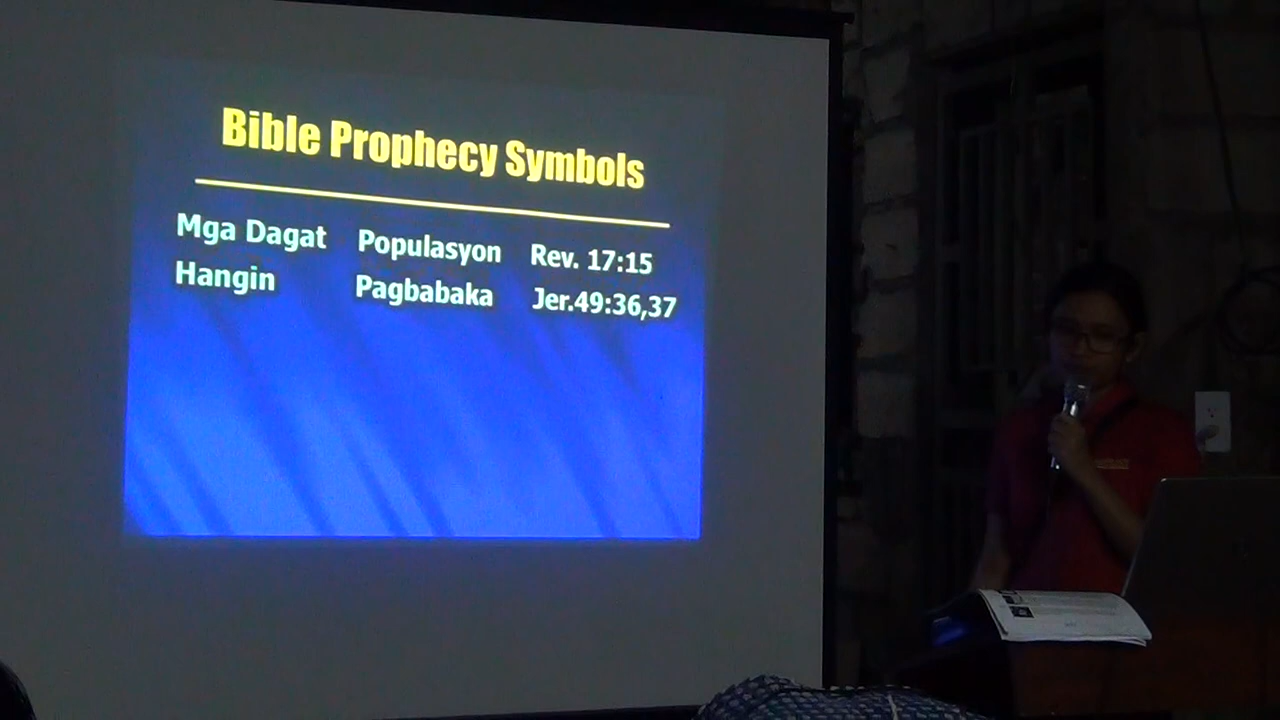 Bible Prophecy Symbols
Mga Dagat Populasyon Rev. 17:15
Hangin Pagbabaka Jer.49:36,37